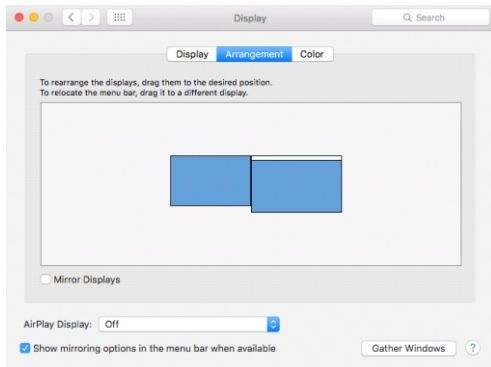 Display
Search
Display Arrangement Color
To rearrange the displays, drag them to the desired position.
To relocate the menu bar, drag it to a different display.
Mirror Displays
AirPlay Display: Off
Show mirroring options in the menu bar when available
Gather Windows ?